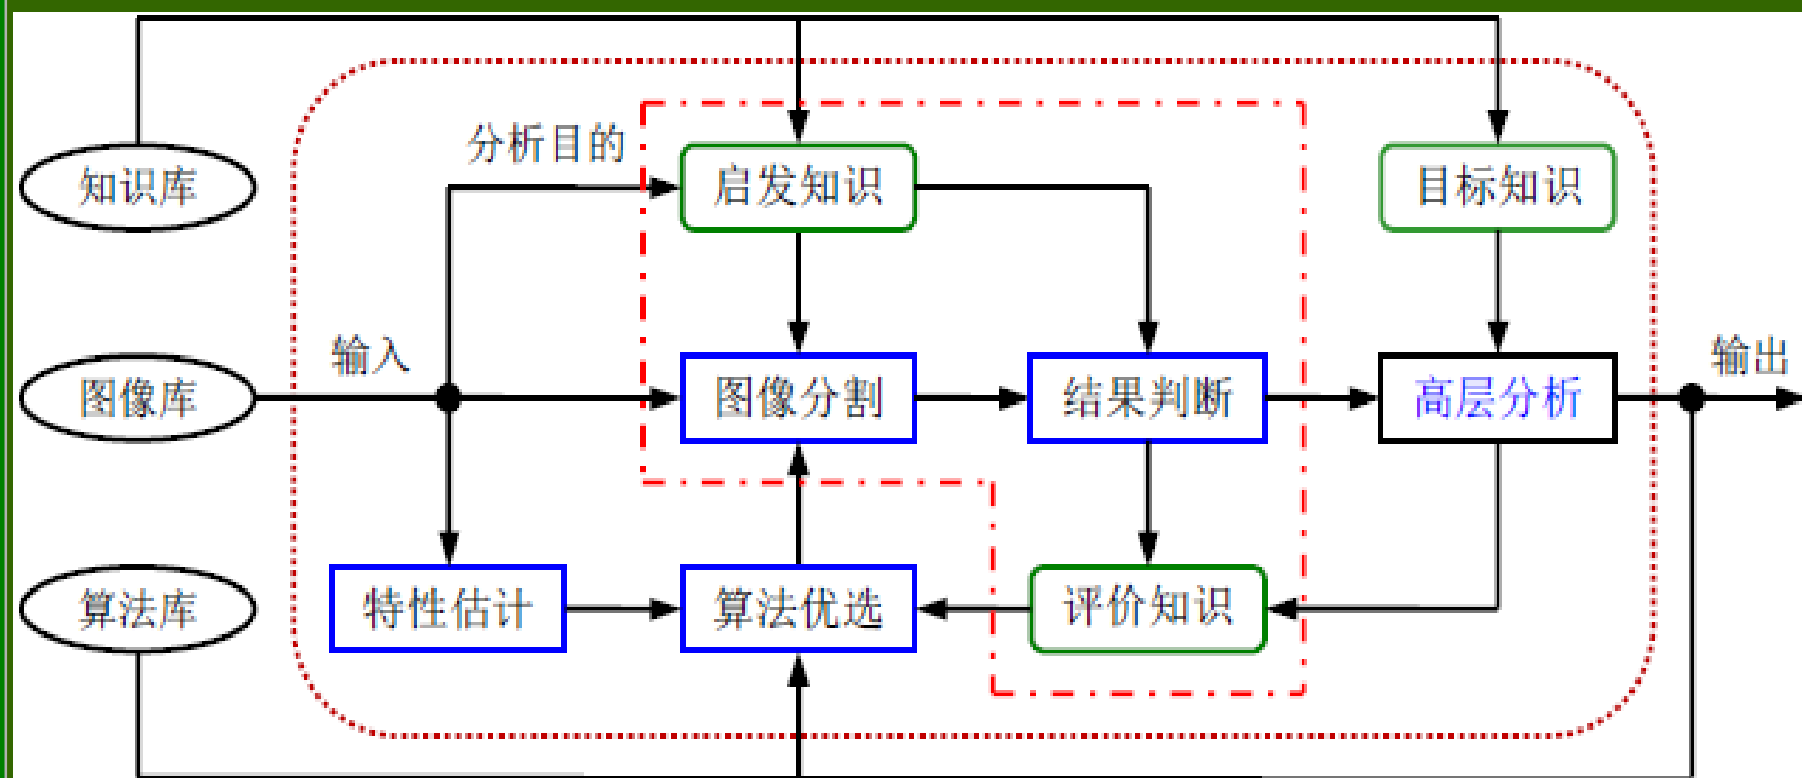 分析目的
知识库
启发知识
目标知识
输入
输出
图像库
图像分割
结果判断
高层分析
算法库
特性估计
算法优选
评价知识